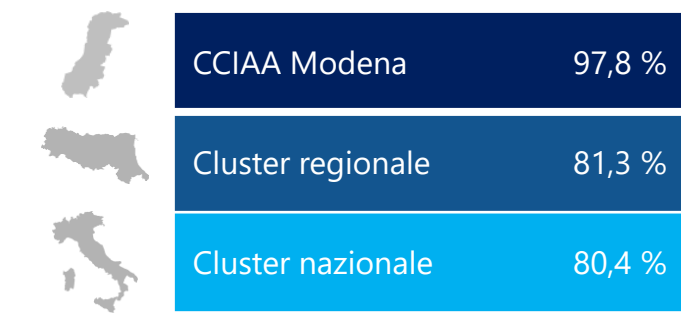 CCIAA Modena 97,8 %
Cluster regionale 81,3 %
Cluster nazionale 80,4 %